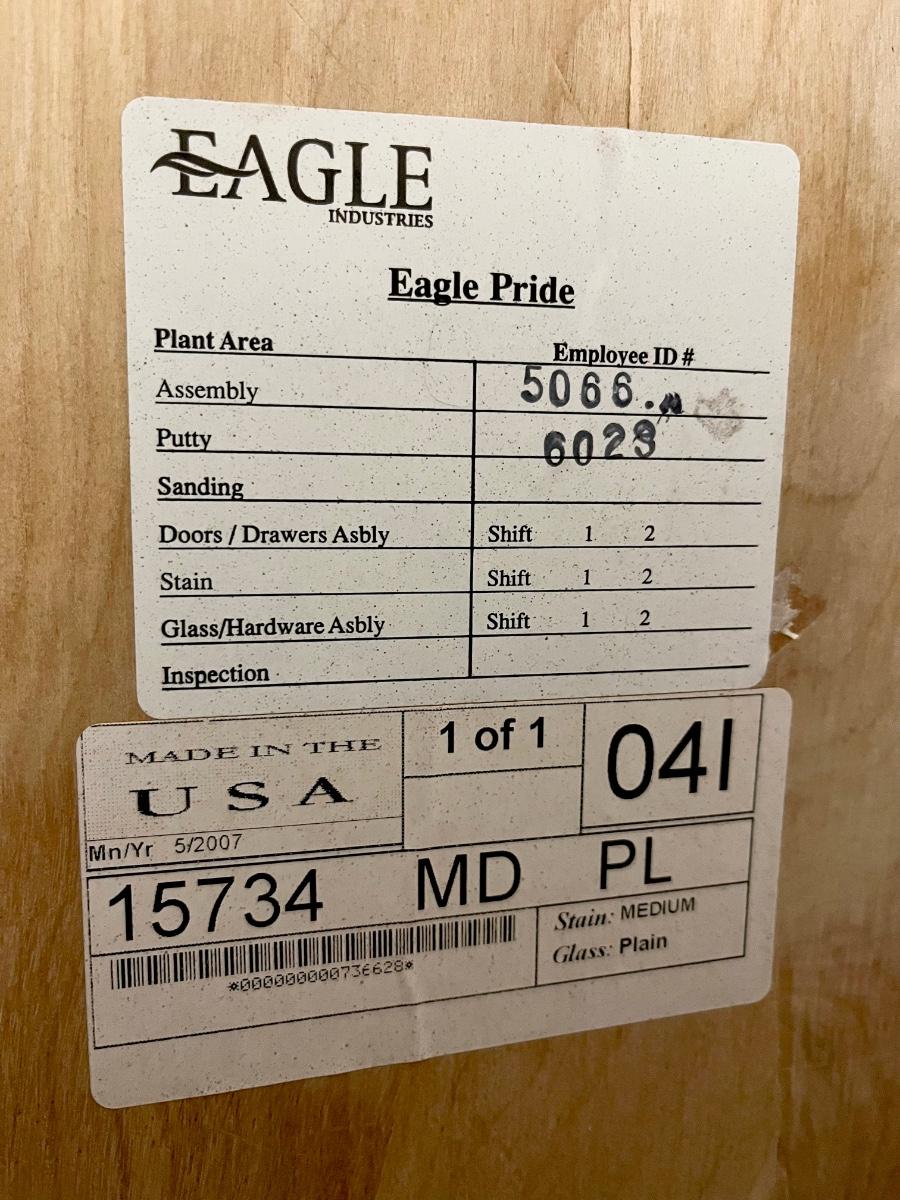 EAGLE
INDUSTRIES
Eagle Pride
Plant Area Employee ID #
Assembly 5066.
Putty 6023
Sanding
Doors / Drawers Asbly Shift 1 2
Stain Shift 1 2
Glass/Hardware Asbly Shift 1 2
Inspection
MADE IN THE
USA
1 of 1
04I
Mn/Yr 5/2007
15734 MD PL
Stain: MEDIUM
Glass: Plain
*000000000736628*